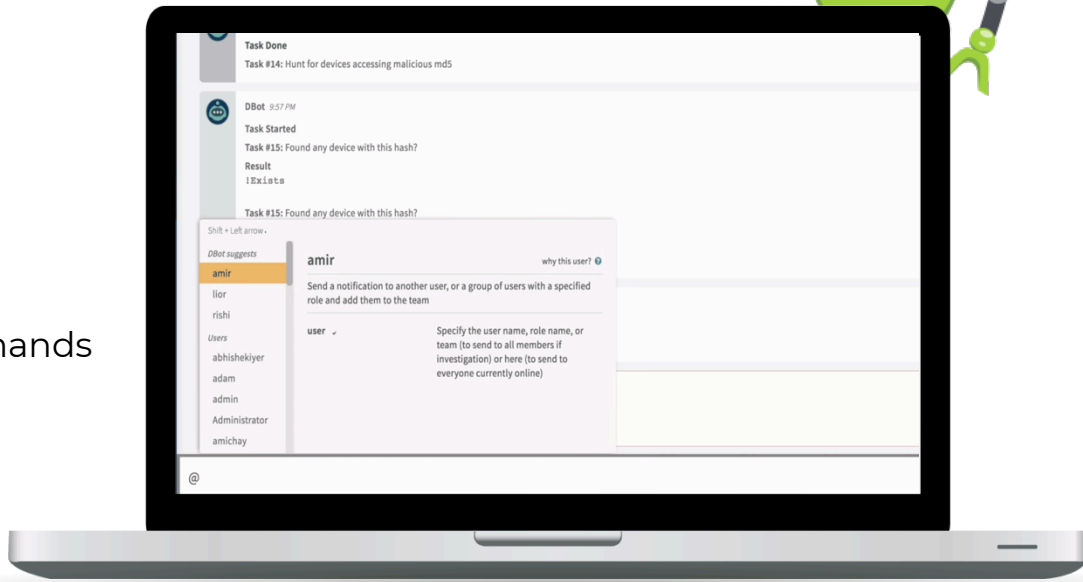 Task Done
Task #14: Hunt for devices accessing malicious md5
DBot 9:57 PM
Task Started
Task #15: Found any device with this hash?
Result
!Exists
Task #15: Found any device with this hash?
Shift + Left arrow
DBot suggests
amir
lior
rishi
Users
abhishekiyer
adam
admin
Administrator
amichay
amir
why this user?
Send a notification to another user, or a group of users with a specified
role and add them to the team
user
Specify the user name, role name, or
team (to send to all members if
investigation) or here (to send to
everyone currently online)
@
hands